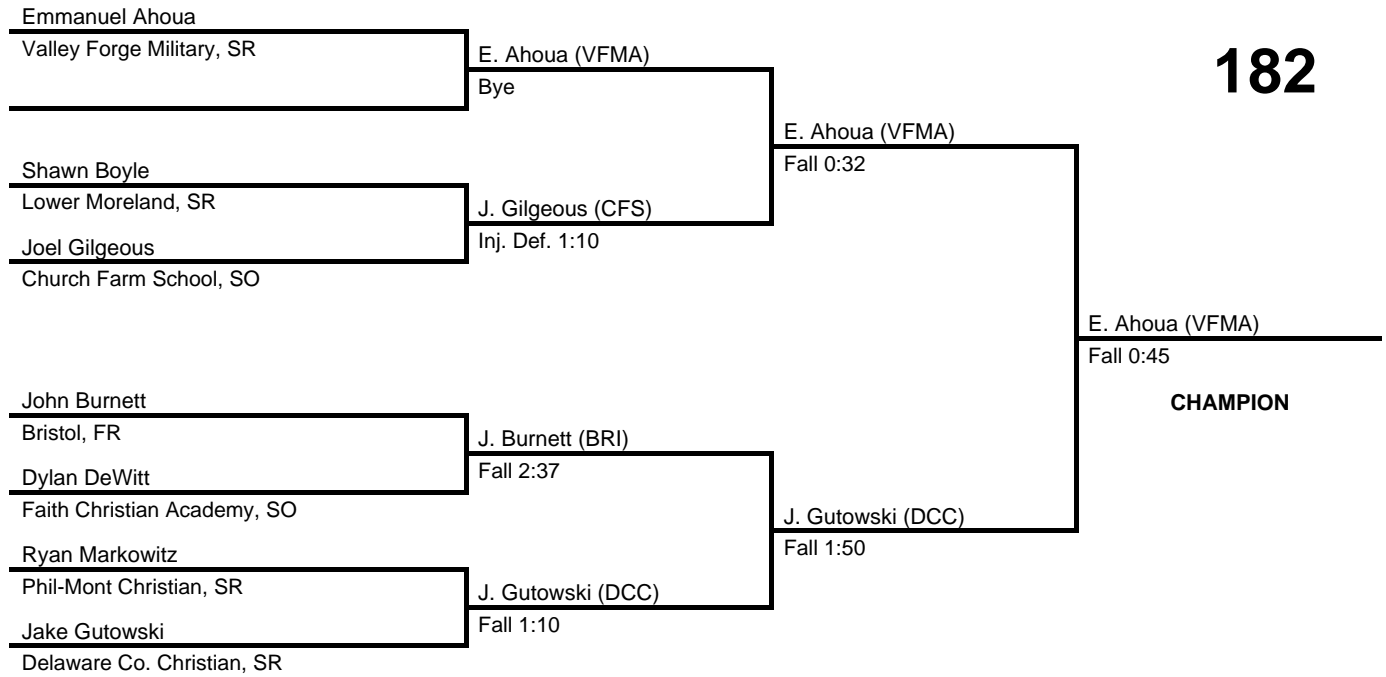 Emmanuel Ahoua
Valley Forge Military, SR
E. Ahoua (VFMA)
Bye
182
E. Ahoua (VFMA)
Fall 0:32
Shawn Boyle
Lower Moreland, SR
J. Gilgeous (CFS)
Inj. Def. 1:10
Joel Gilgeous
Church Farm School, SO
E. Ahoua (VFMA)
Fall 0:45
CHAMPION
John Burnett
Bristol, FR
J. Burnett (BRI)
Fall 2:37
Dylan DeWitt
Faith Christian Academy, SO
J. Gutowski (DCC)
Fall 1:50
Ryan Markowitz
Phil-Mont Christian, SR
J. Gutowski (DCC)
Fall 1:10
Jake Gutowski
Delaware Co. Christian, SR